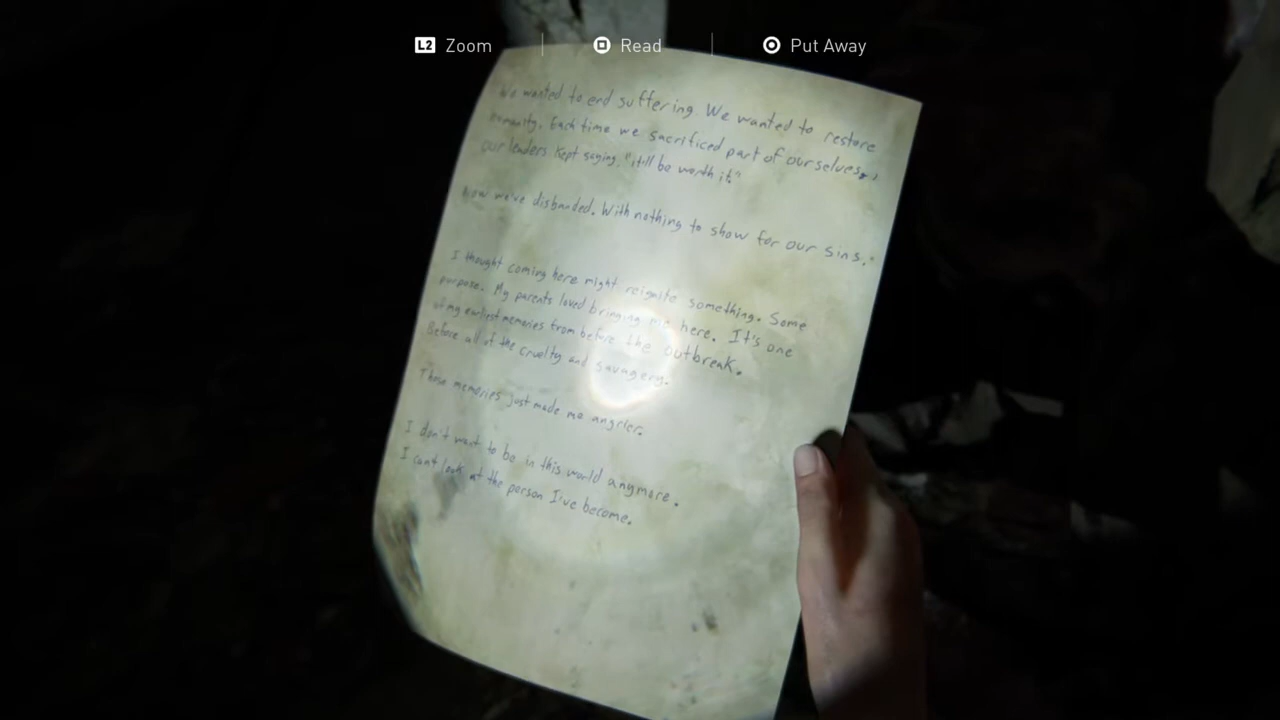 L2 Zoom Read Put Away
We wanted to end suffering. We wanted to restore
humanity. Each time we sacrificed part of ourselves,
our leaders kept saying, "it'll be worth it."
Now we've disbanded. With nothing to show for our sins."
I thought coming here might reignite something. Some
purpose. My parents loved bringing me here. It's one
of my earliest memories from before the outbreak.
Before all of the cruelty and savagery.
Those memories just made me angrier.
I don't want to be in this world anymore.
I can't look at the person I've become.